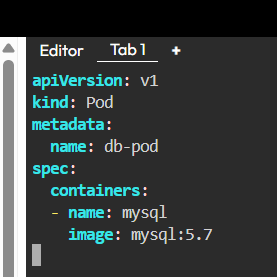 Editor Tab 1 +
apiVersion: v1
kind: Pod
metadata:
  name: db-pod
spec:
  containers:
  - name: mysql
    image: mysql:5.7